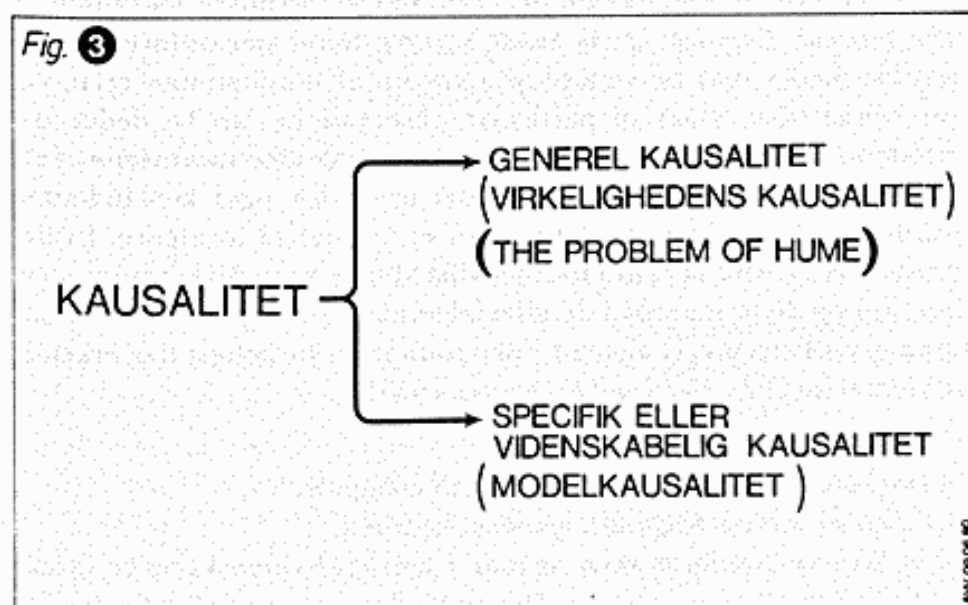 Fig. 3
GENEREL KAUSALITET
(VIRKELIGHEDENS KAUSALITET)
(THE PROBLEM OF HUME)
KAUSALITET
SPECIFIK ELLER
VIDENSKABELIG KAUSALITET
(MODELKAUSALITET)